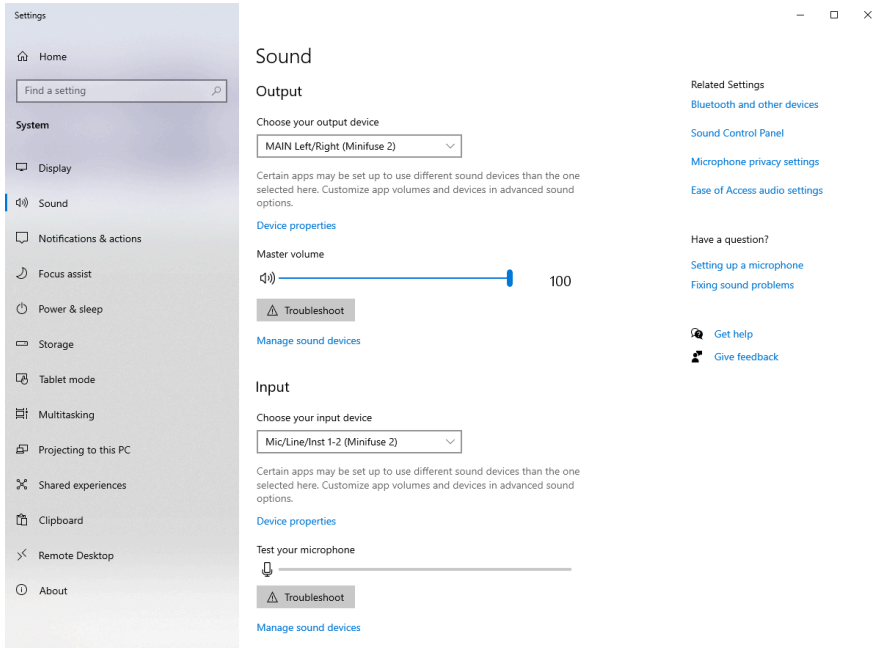 Settings
Home
Find a setting
System
Display
Sound
Notifications & actions
Focus assist
Power & sleep
Storage
Tablet mode
Multitasking
Projecting to this PC
Shared experiences
Clipboard
Remote Desktop
About
Sound
Output
Choose your output device
MAIN Left/Right (Minifuse 2)
Certain apps may be set up to use different sound devices than the one
selected here. Customize app volumes and devices in advanced sound
options.
Device properties
Master volume
100
Troubleshoot
Manage sound devices
Input
Choose your input device
Mic/Line/Inst 1-2 (Minifuse 2)
Certain apps may be set up to use different sound devices than the one
selected here. Customize app volumes and devices in advanced sound
options.
Device properties
Test your microphone
Troubleshoot
Manage sound devices
Related Settings
Bluetooth and other devices
Sound Control Panel
Microphone privacy settings
Ease of Access audio settings
Have a question?
Setting up a microphone
Fixing sound problems
Get help
Give feedback